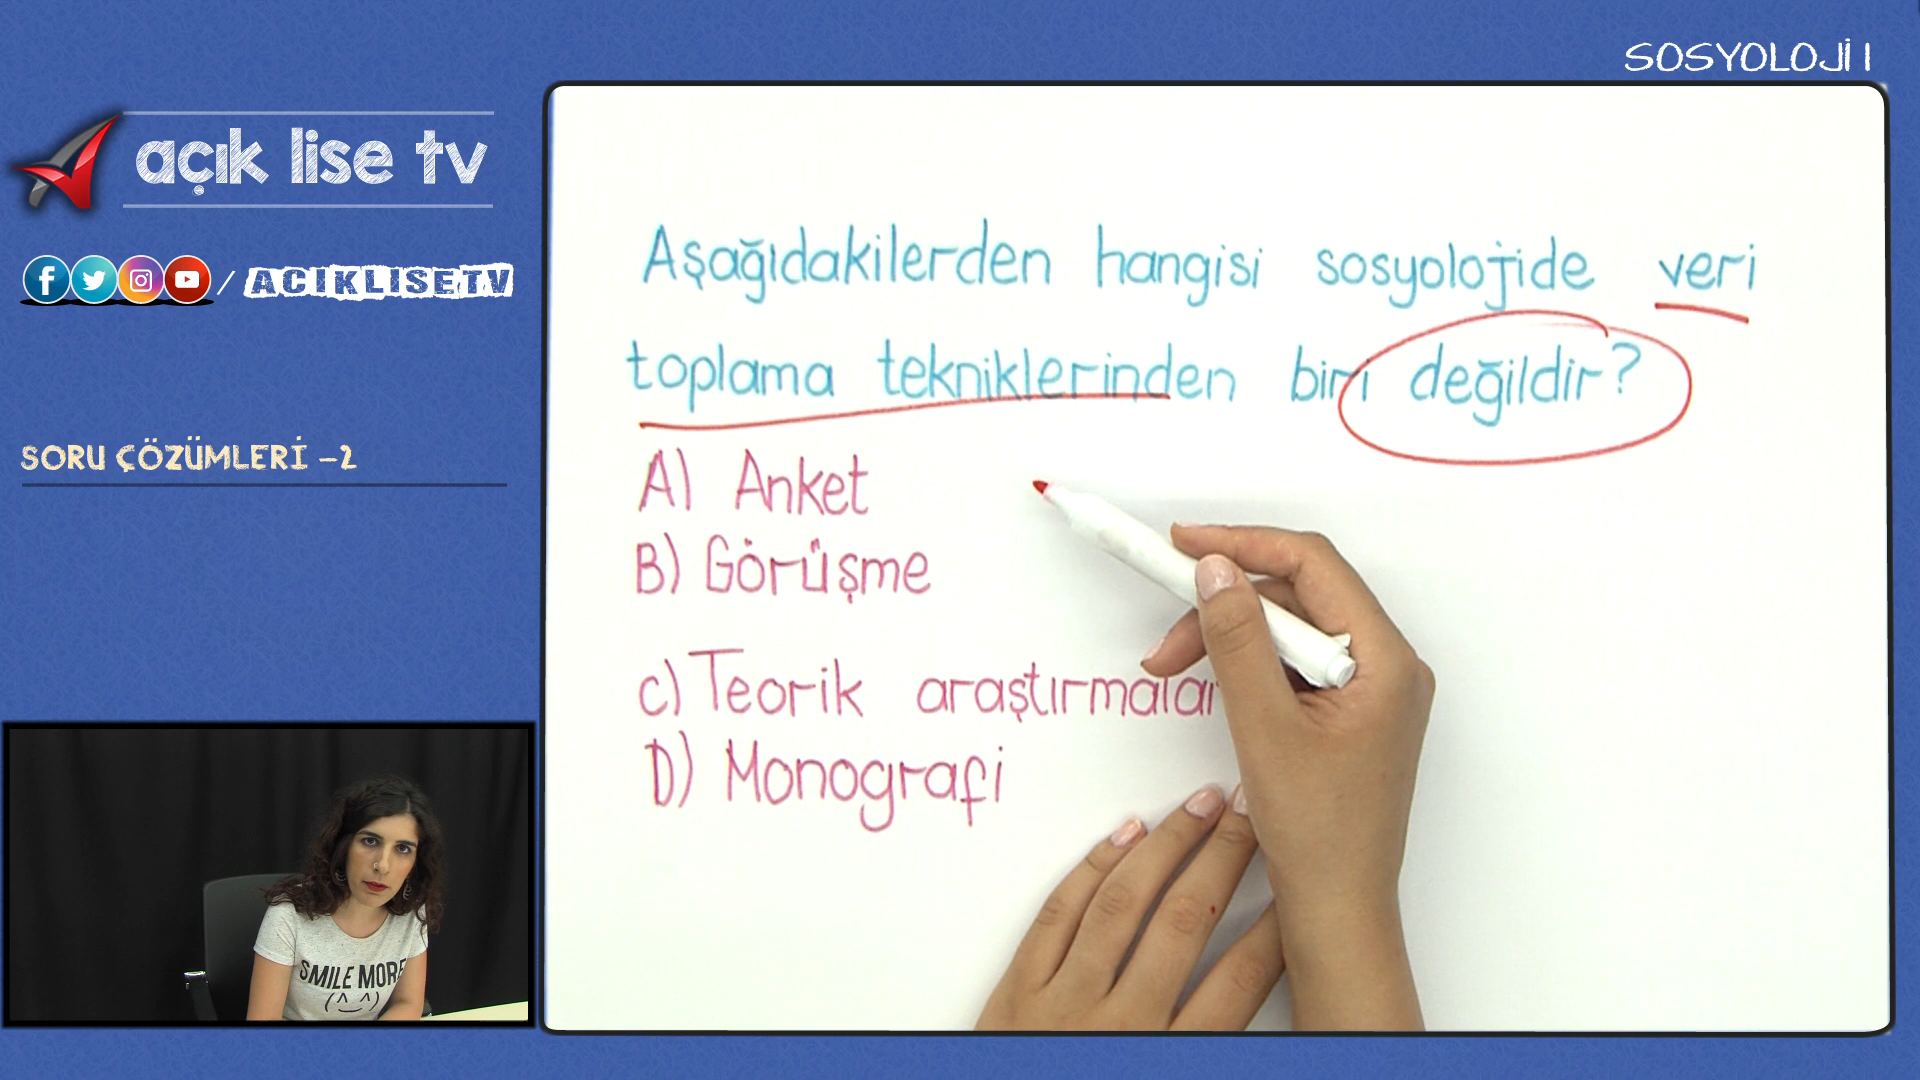 SOSYOLOJİ 1
açık lise tv
/ ACIKLISETV
SORU ÇÖZÜMLERİ -2
Aşağıdakilerden hangisi sosyolojide veri
toplama tekniklerinden biri değildir?
A) Anket
B) Görüşme
c) Teorik araştırmalar
D) Monografi
SMILE MORE
(^_^)